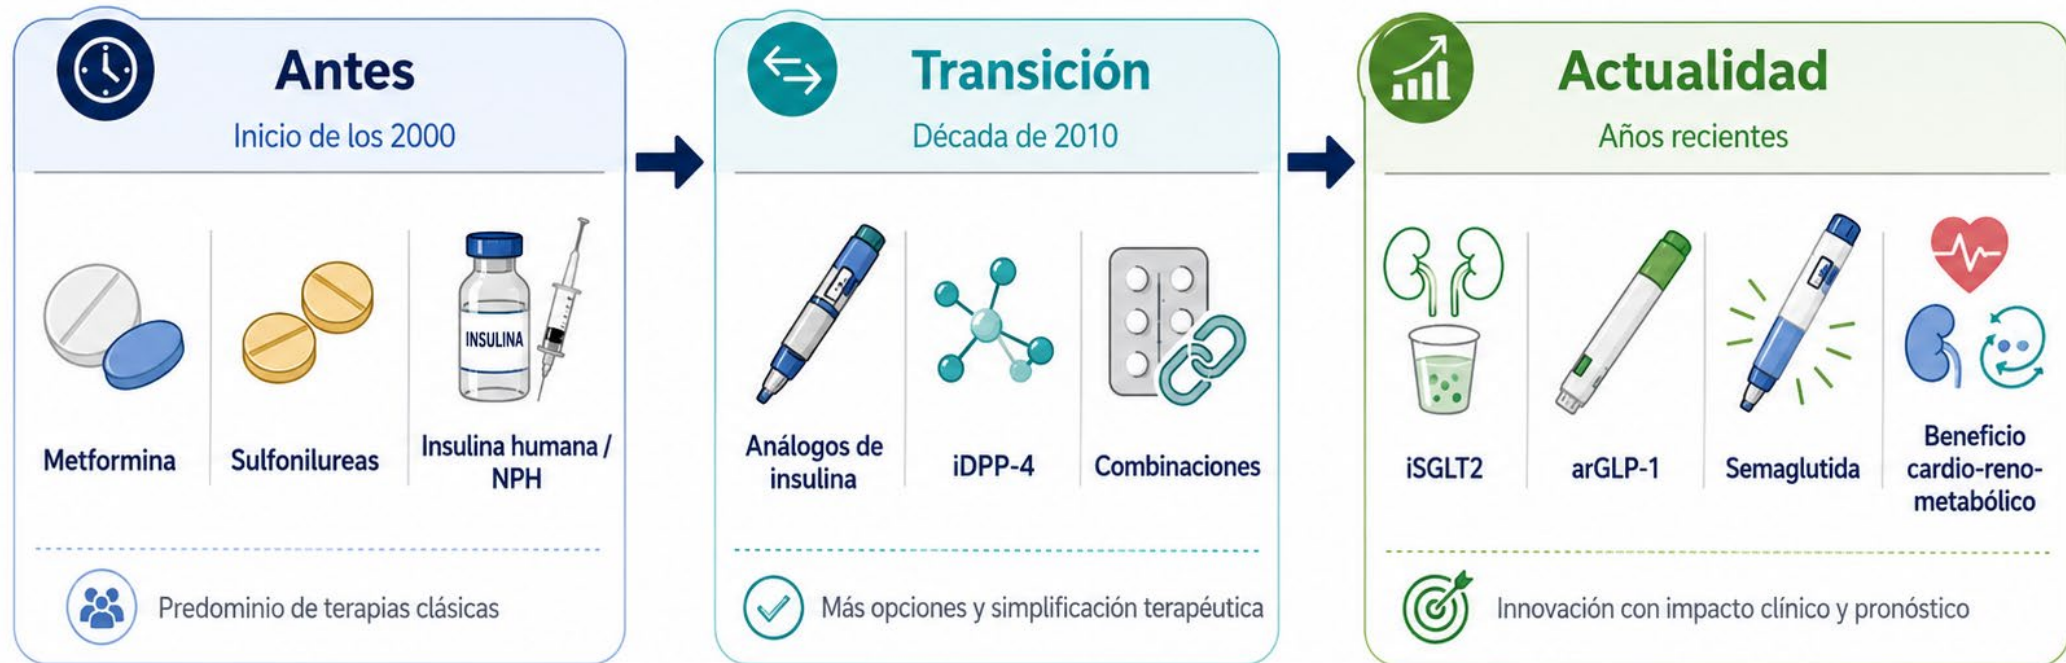 Antes
Inicio de los 2000
INSULINA
Metformina
Sulfonilureas
Insulina humana /
NPH
Predominio de terapias clásicas
Transición
Década de 2010
Análogos de
insulina
iDPP-4
Combinaciones
Más opciones y simplificación terapéutica
Actualidad
Años recientes
iSGLT2
arGLP-1
Semaglutida
Beneficio
cardio-reno-
metabólico
Innovación con impacto clínico y pronóstico